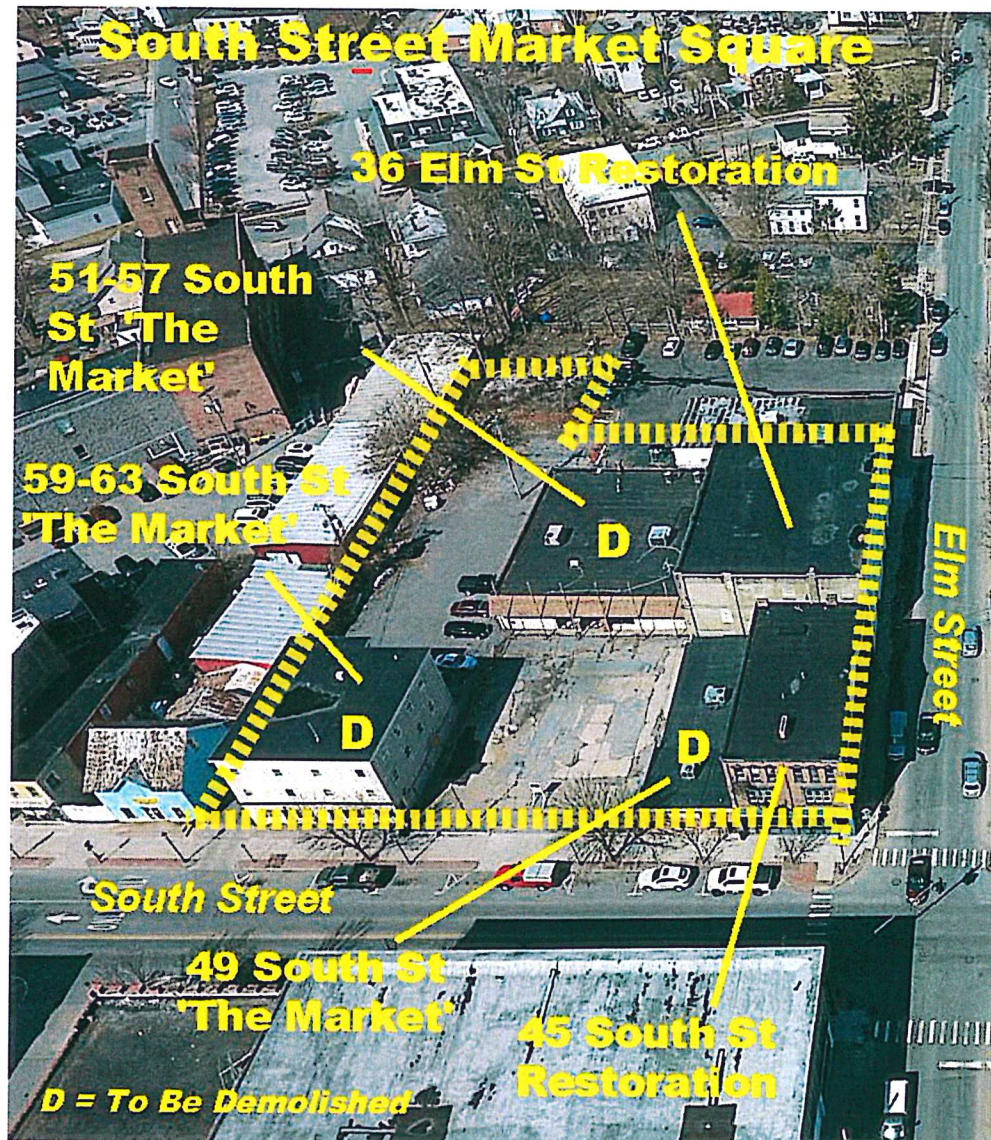 South Street Market Square
36 Elm St Restoration
51-57 South
St 'The
Market'
59-63 South St
'The Market'
D
D
D
Elm Street
South Street
49 South St
'The Market'
45 South St
Restoration
D = To Be Demolished